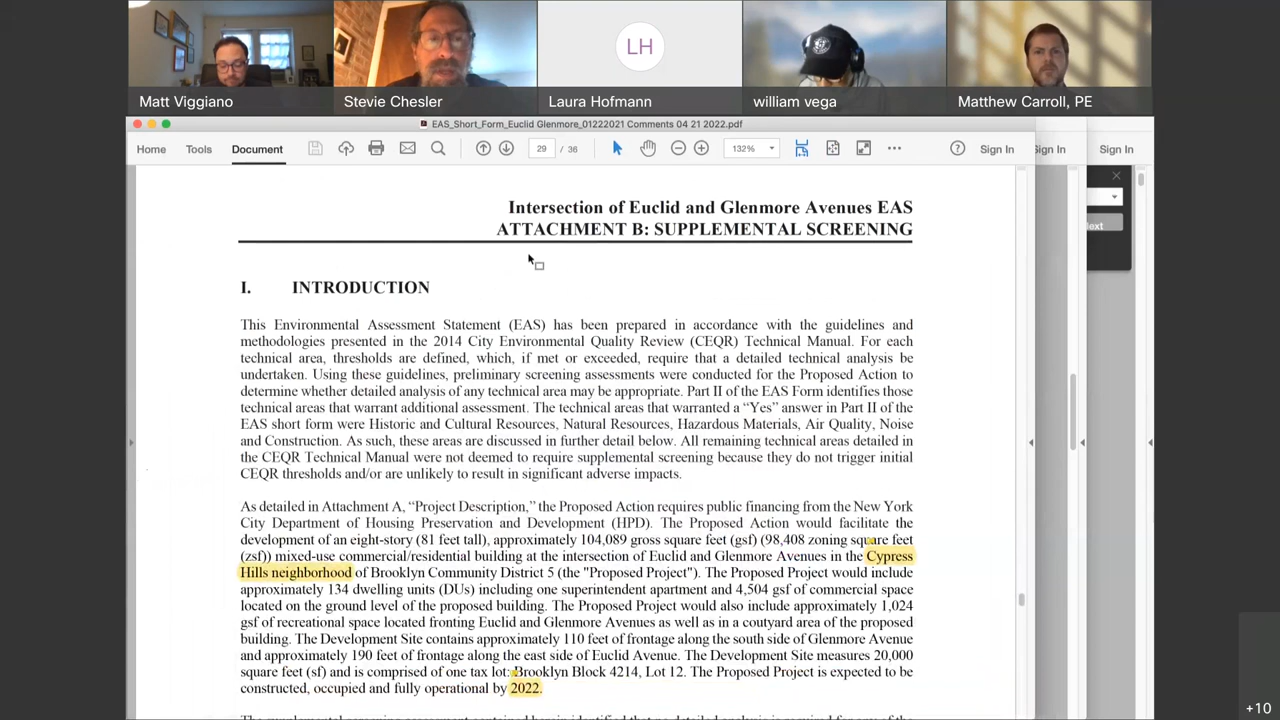 LH
Matt Viggiano
Stevie Chesler
Laura Hofmann
william vega
Matthew Carroll, PE
EAS_Short_Form_Euclid Glenmore_01222021 Comments 04 21 2022.pdf
Home Tools Document 29 / 36 132% Sign In Sign In Sign In
Intersection of Euclid and Glenmore Avenues EAS
ATTACHMENT B: SUPPLEMENTAL SCREENING
I. INTRODUCTION
This Environmental Assessment Statement (EAS) has been prepared in accordance with the guidelines and
methodologies presented in the 2014 City Environmental Quality Review (CEQR) Technical Manual. For each
technical area, thresholds are defined, which, if met or exceeded, require that a detailed technical analysis be
undertaken. Using these guidelines, preliminary screening assessments were conducted for the Proposed Action to
determine whether detailed analysis of any technical area may be appropriate. Part II of the EAS Form identifies those
technical areas that warrant additional assessment. The technical areas that warranted a “Yes” answer in Part II of the
EAS short form were Historic and Cultural Resources, Natural Resources, Hazardous Materials, Air Quality, Noise
and Construction. As such, these areas are discussed in further detail below. All remaining technical areas detailed in
the CEQR Technical Manual were not deemed to require supplemental screening because they do not trigger initial
CEQR thresholds and/or are unlikely to result in significant adverse impacts.
As detailed in Attachment A, “Project Description,” the Proposed Action requires public financing from the New York
City Department of Housing Preservation and Development (HPD). The Proposed Action would facilitate the
development of an eight-story (81 feet tall), approximately 104,089 gross square feet (gsf) (98,408 zoning square feet
(zsf)) mixed-use commercial/residential building at the intersection of Euclid and Glenmore Avenues in the Cypress
Hills neighborhood of Brooklyn Community District 5 (the "Proposed Project"). The Proposed Project would include
approximately 134 dwelling units (DUs) including one superintendent apartment and 4,504 gsf of commercial space
located on the ground level of the proposed building. The Proposed Project would also include approximately 1,024
gsf of recreational space located fronting Euclid and Glenmore Avenues as well as in a coutyard area of the proposed
building. The Development Site contains approximately 110 feet of frontage along the south side of Glenmore Avenue
and approximately 190 feet of frontage along the east side of Euclid Avenue. The Development Site measures 20,000
square feet (sf) and is comprised of one tax lot: Brooklyn Block 4214, Lot 12. The Proposed Project is expected to be
constructed, occupied and fully operational by 2022.
+10